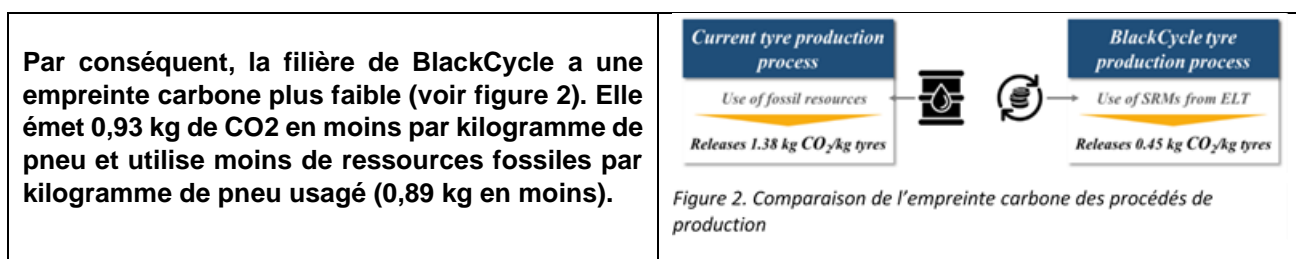 Par conséquent, la filière de BlackCycle a une
empreinte carbone plus faible (voir figure 2). Elle
émet 0,93 kg de CO2 en moins par kilogramme de
pneu et utilise moins de ressources fossiles par
kilogramme de pneu usagé (0,89 kg en moins).
Current tyre production
process
Use of fossil resources
Releases 1.38 kg CO₂/kg tyres
BlackCycle tyre
production process
Use of SRMs from ELT
Releases 0.45 kg CO₂/kg tyres
Figure 2. Comparaison de l'empreinte carbone des procédés de
production